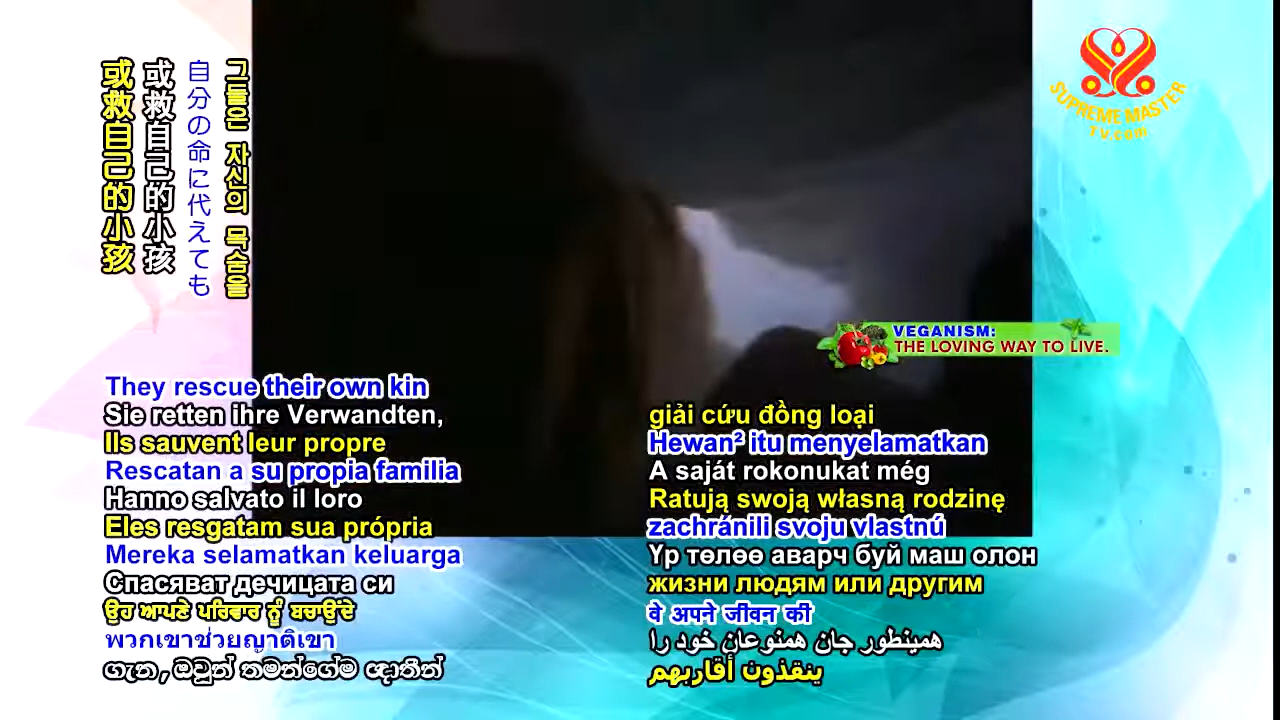 그들은 자신의 목숨을
自分の命に代えても
或救自己的小孩
或救自己的小孩
SUPREME MASTER
TV.com
VEGANISM:
THE LOVING WAY TO LIVE.
They rescue their own kin
Sie retten ihre Verwandten,
Ils sauvent leur propre
Rescatan a su propia familia
Hanno salvato il loro
Eles resgatam sua própria
Mereka selamatkan keluarga
Спасяват дечицата си
ਉਹ ਆਪਣੇ ਪਰਿਵਾਰ ਨੂੰ ਬਚਾਉਂਦੇ
พวกเขาช่วยญาติเขา
ගැන, ඔවුන් තමන්ගේම ඥාතීන්
giải cứu đồng loại
Hewan² itu menyelamatkan
A saját rokonukat még
Ratują swoją własną rodzinę
zachránili svoju vlastnú
Үр төлөө аварч буй маш олон
жизни людям или другим
वे अपने जीवन की
همینطور جان همنوعان خود را
ينقذون أقاربهم